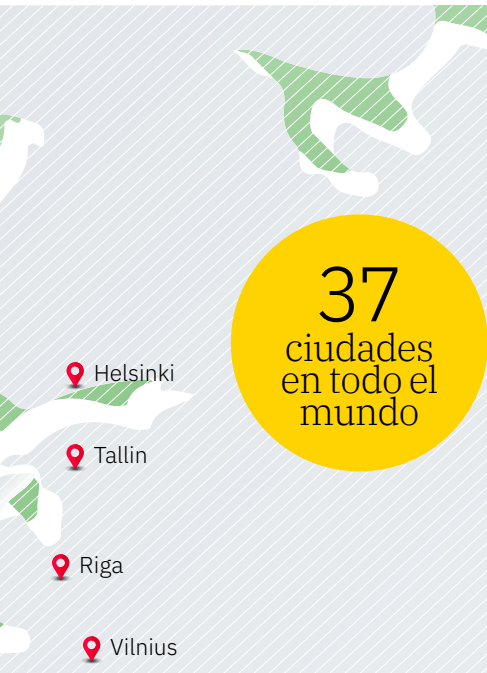 37
ciudades
en todo el
mundo
Helsinki
Tallin
Riga
Vilnius